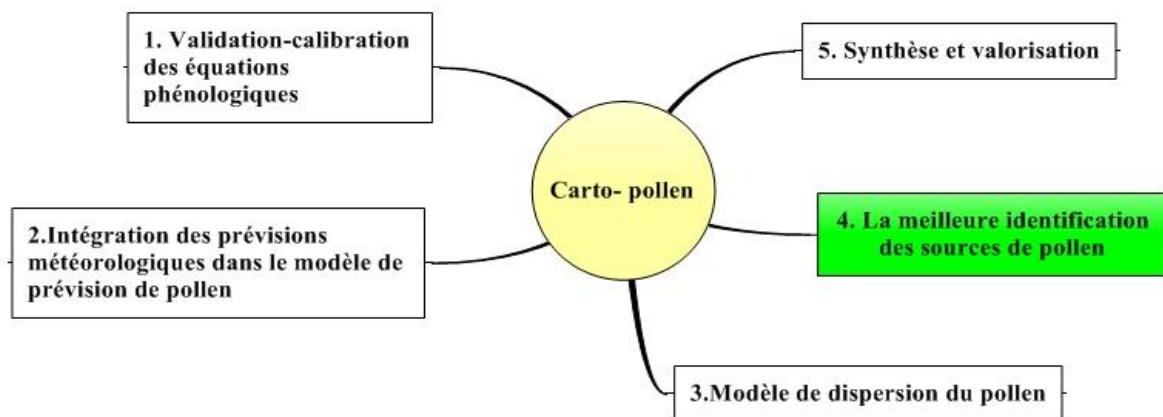 1. Validation-calibration
des équations
phénologiques
5. Synthèse et valorisation
Carto- pollen
2.Intégration des prévisions
météorologiques dans le modèle de
prévision de pollen
4. La meilleure identification
des sources de pollen
3.Modèle de dispersion du pollen